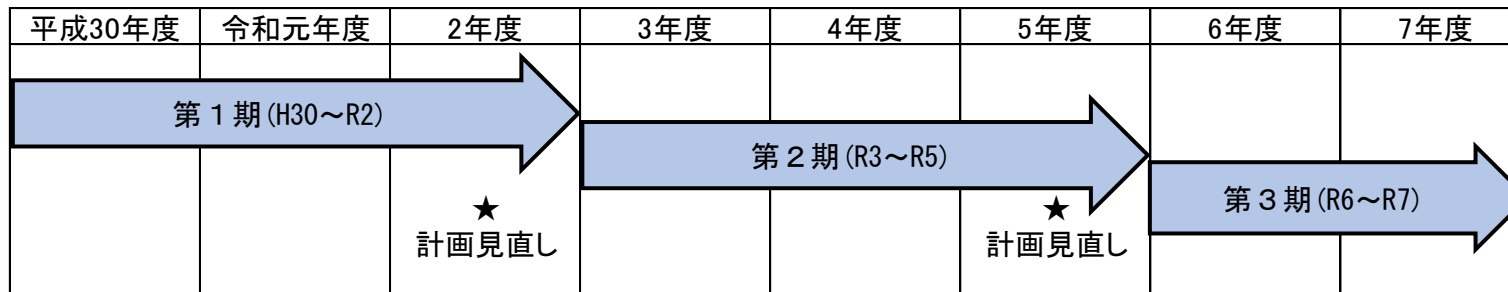 平成30年度 令和元年度 2年度 3年度 4年度 5年度 6年度 7年度
第１期(H30～R2)
第２期(R3～R5)
第３期(R6～R7)
★ ★
計画見直し 計画見直し